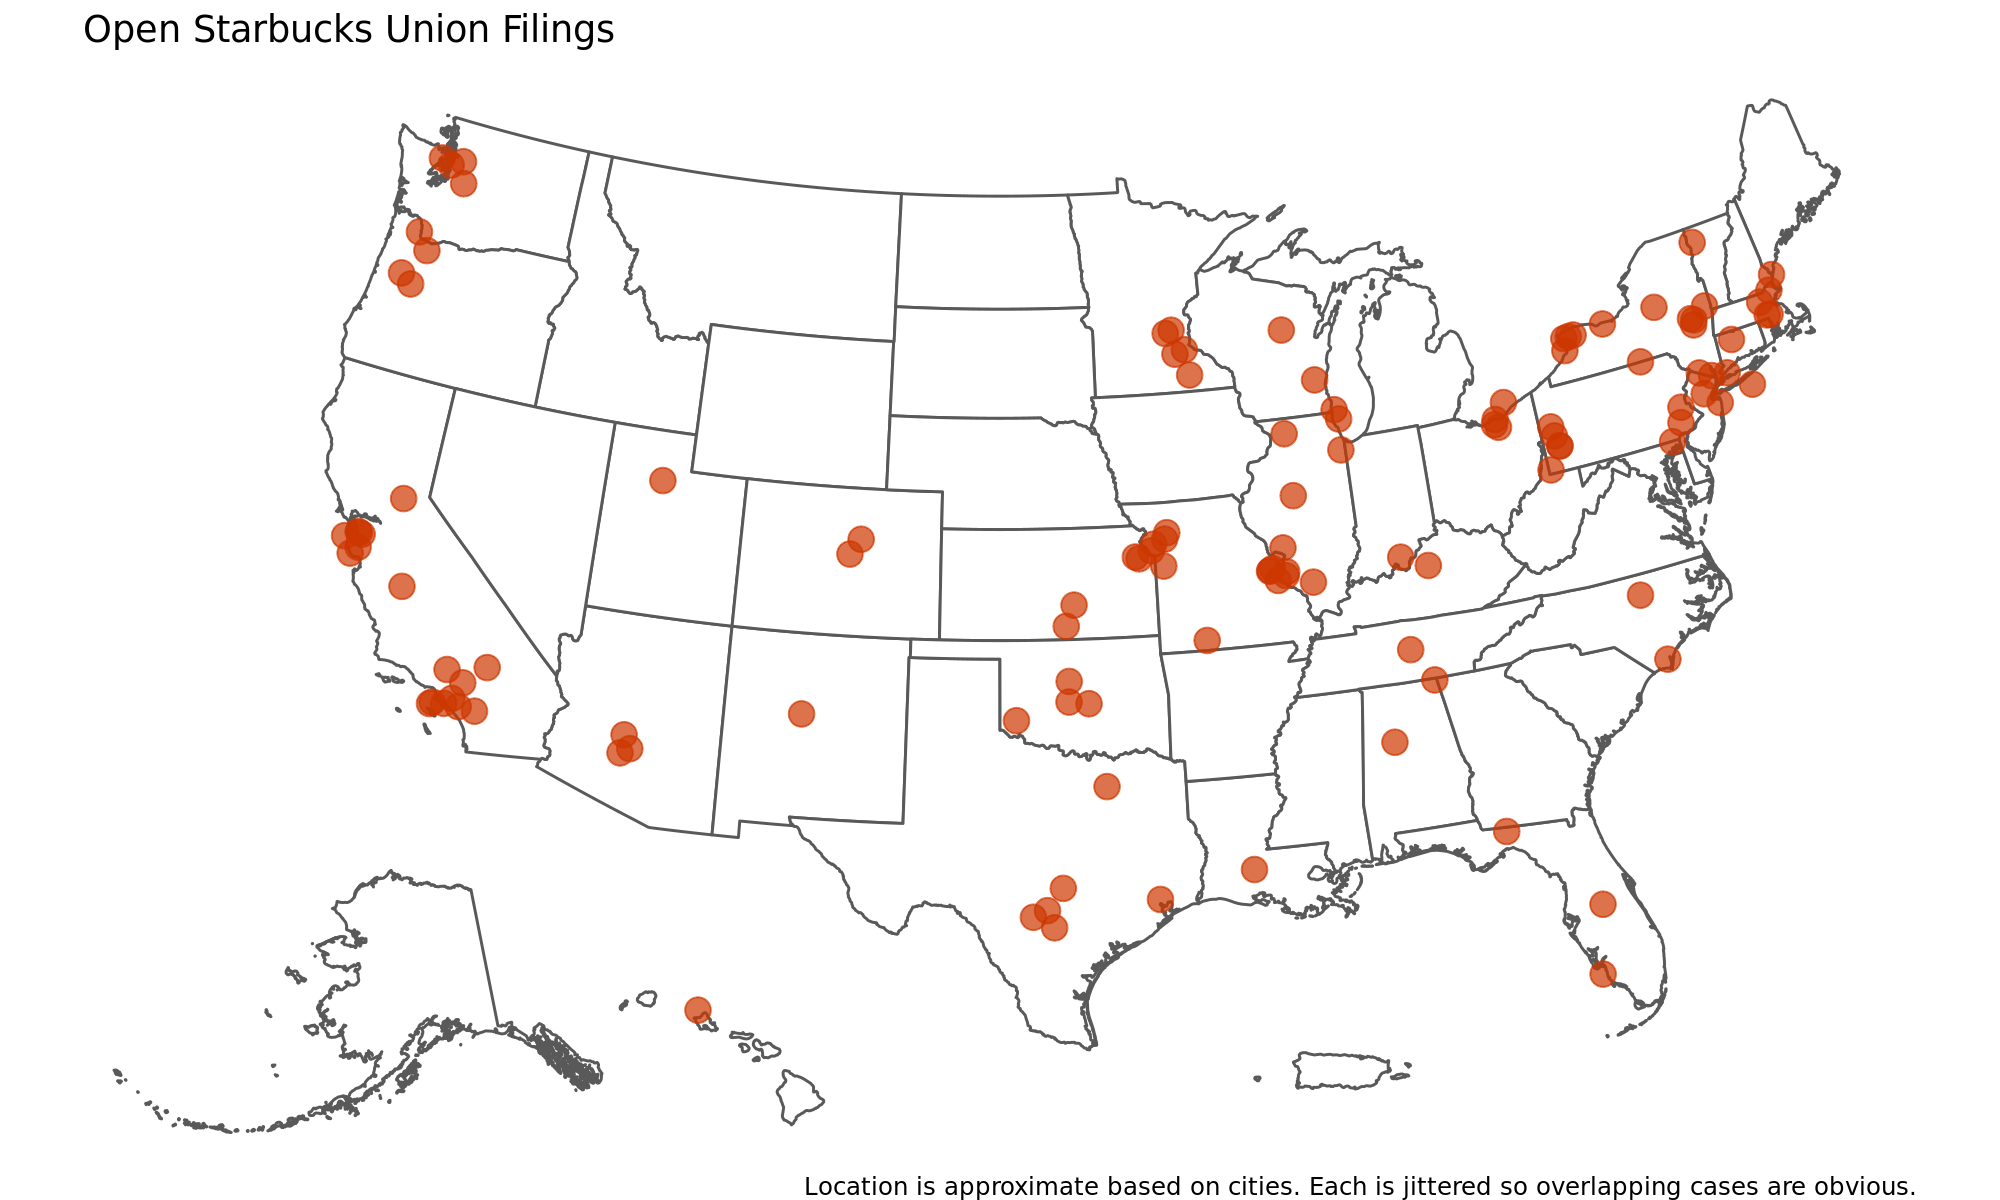 Open Starbucks Union Filings
Location is approximate based on cities. Each is jittered so overlapping cases are obvious.